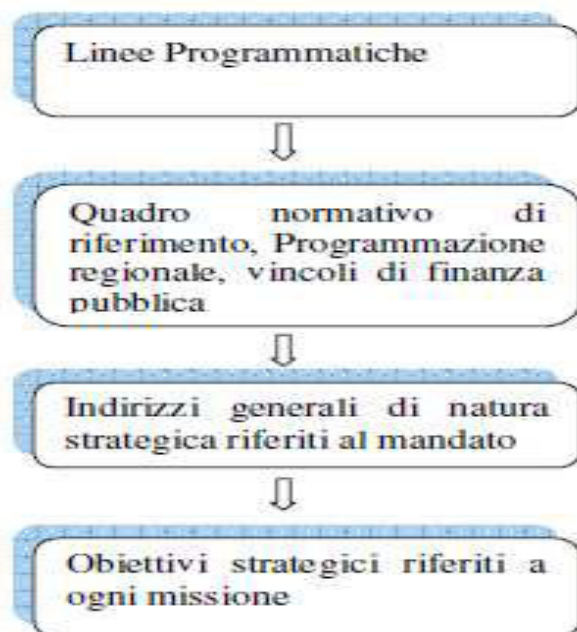 Linee Programmatiche
Quadro normativo di
riferimento, Programmazione
regionale, vincoli di finanza
pubblica
Indirizzi generali di natura
strategica riferiti al mandato
Obiettivi strategici riferiti a
ogni missione